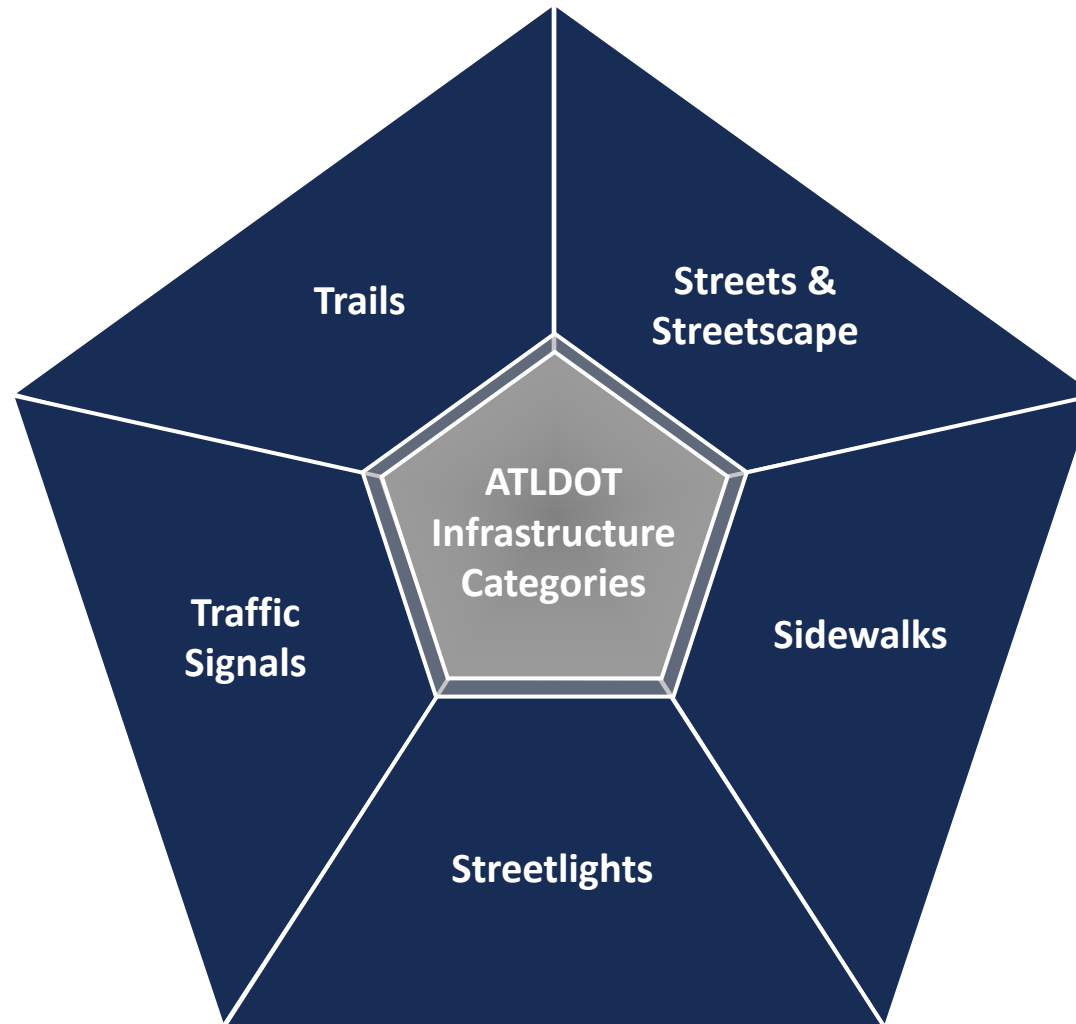 Trails
Streets &
Streetscape
ATLDOT
Infrastructure
Categories
Traffic
Signals
Sidewalks
Streetlights